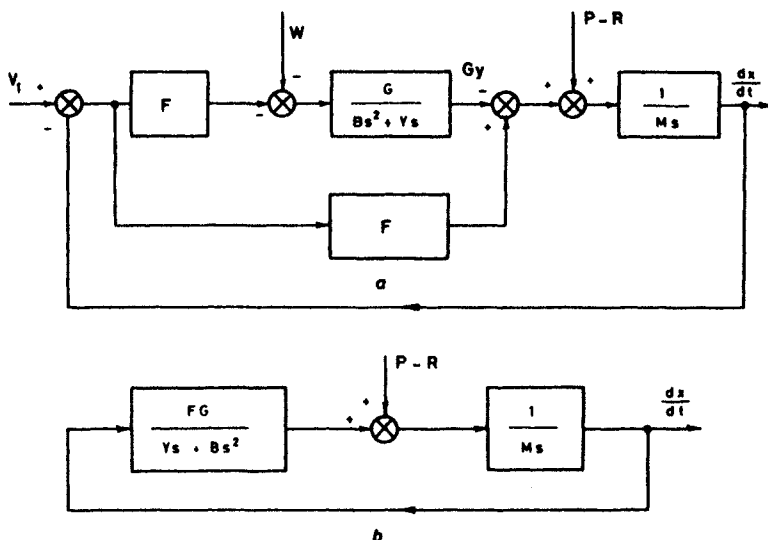 W
P-R
V₁ + -
F
- -
G
Bs² + Ys
Gy
- +
+ +
1
Ms
dx
dt
F
a
P-R
FG
Ys + Bs²
+ +
1
Ms
dx
dt
b